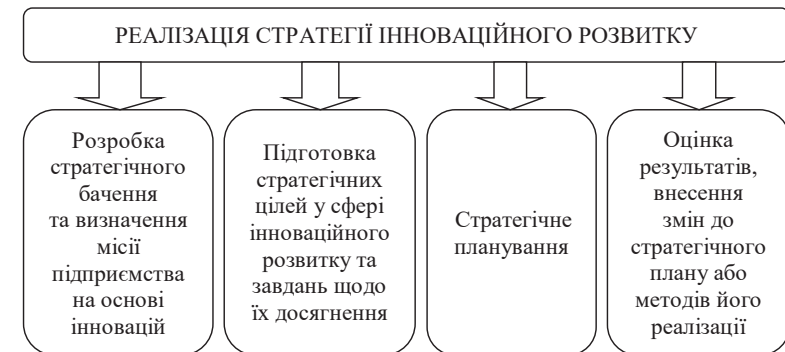 РЕАЛІЗАЦІЯ СТРАТЕГІЇ ІННОВАЦІЙНОГО РОЗВИТКУ
Розробка
стратегічного
бачення
та визначення
місії
підприємства
на основі
інновацій
Підготовка
стратегічних
цілей у сфері
інноваційного
розвитку та
завдань щодо
їх досягнення
Стратегічне
планування
Оцінка
результатів,
внесення
змін до
стратегічного
плану або
методів його
реалізації